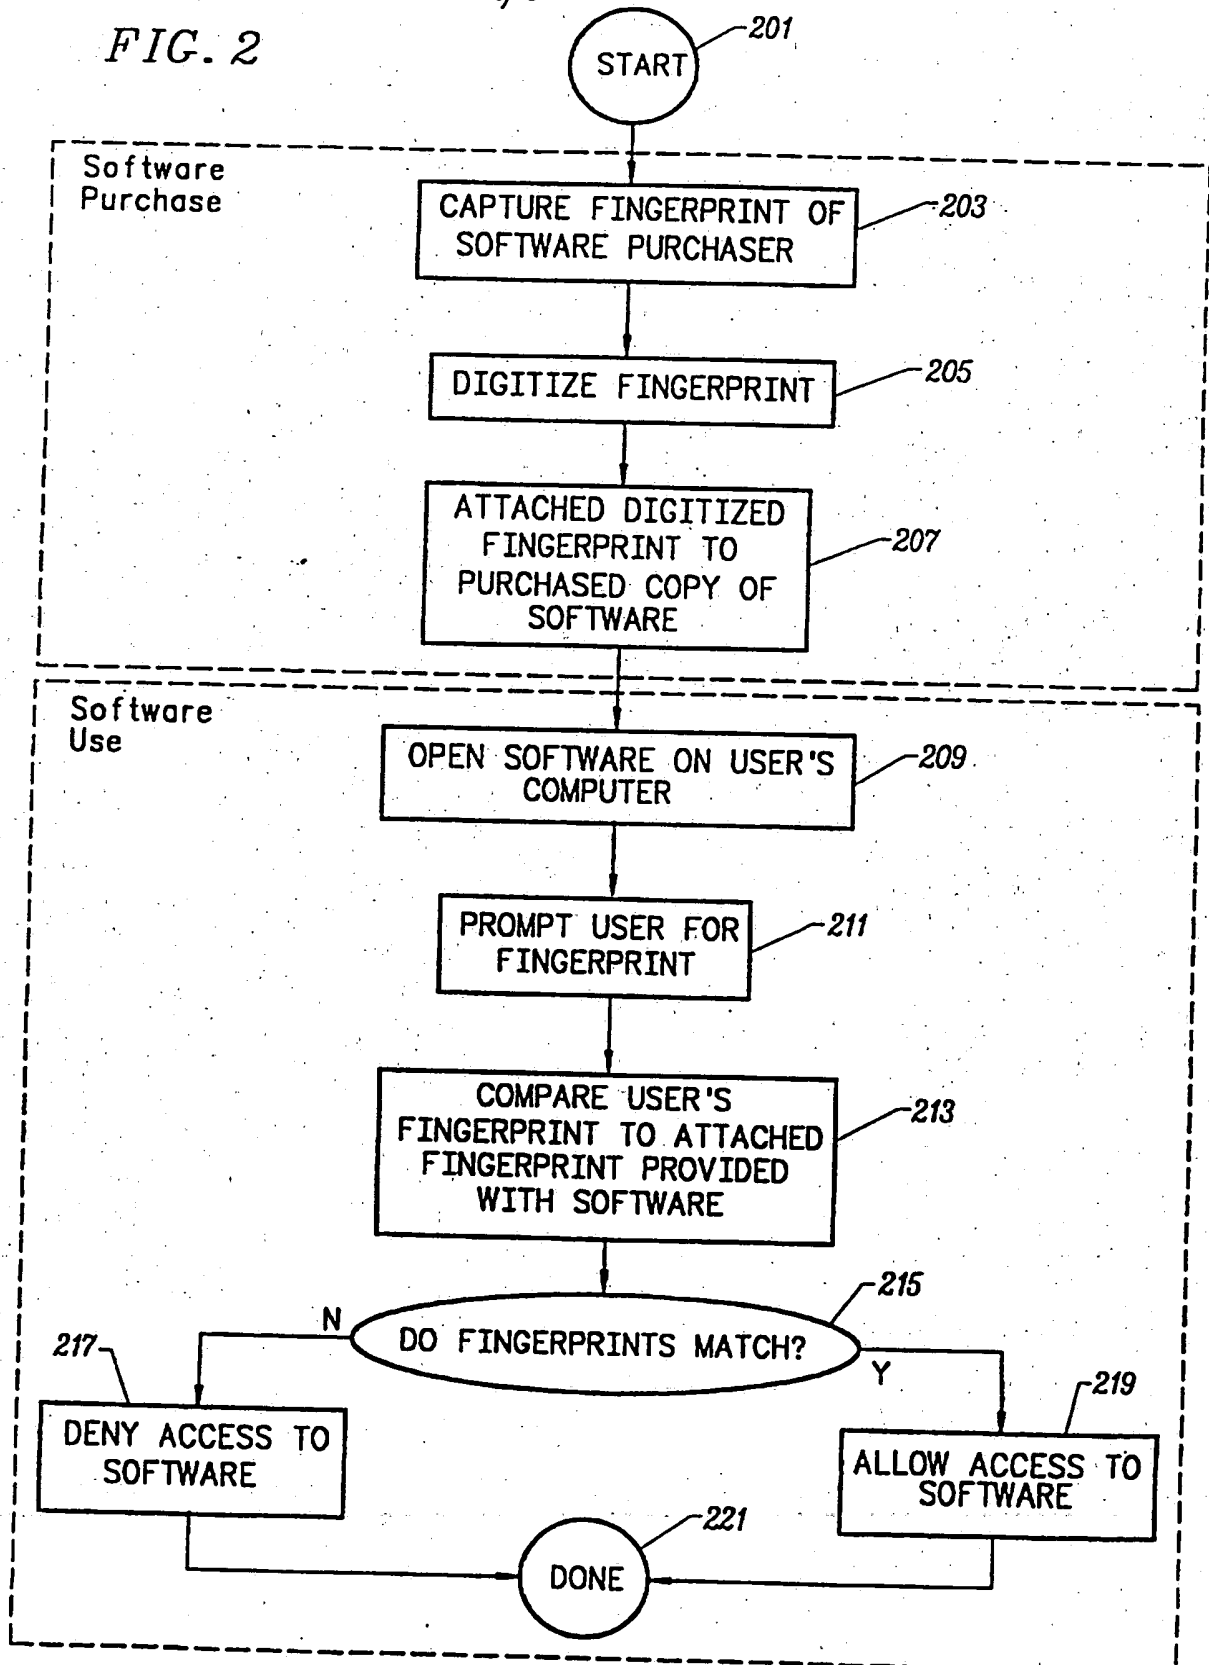 FIG. 2
START
201
Software
Purchase
CAPTURE FINGERPRINT OF
SOFTWARE PURCHASER
203
DIGITIZE FINGERPRINT
205
ATTACHED DIGITIZED
FINGERPRINT TO
PURCHASED COPY OF
SOFTWARE
207
Software
Use
OPEN SOFTWARE ON USER'S
COMPUTER
209
PROMPT USER FOR
FINGERPRINT
211
COMPARE USER'S
FINGERPRINT TO ATTACHED
FINGERPRINT PROVIDED
WITH SOFTWARE
213
215
N
DO FINGERPRINTS MATCH?
Y
217
DENY ACCESS TO
SOFTWARE
219
ALLOW ACCESS TO
SOFTWARE
221
DONE